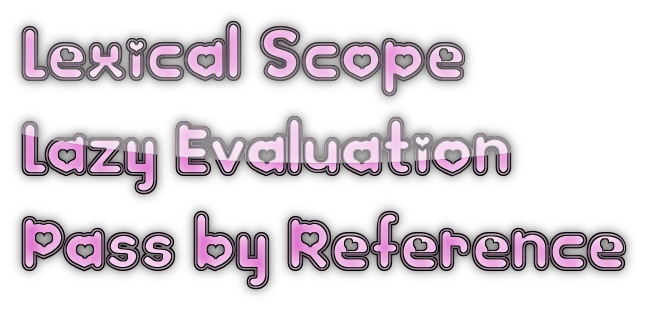 Lexical Scope
Lazy Evaluation
Pass by Reference